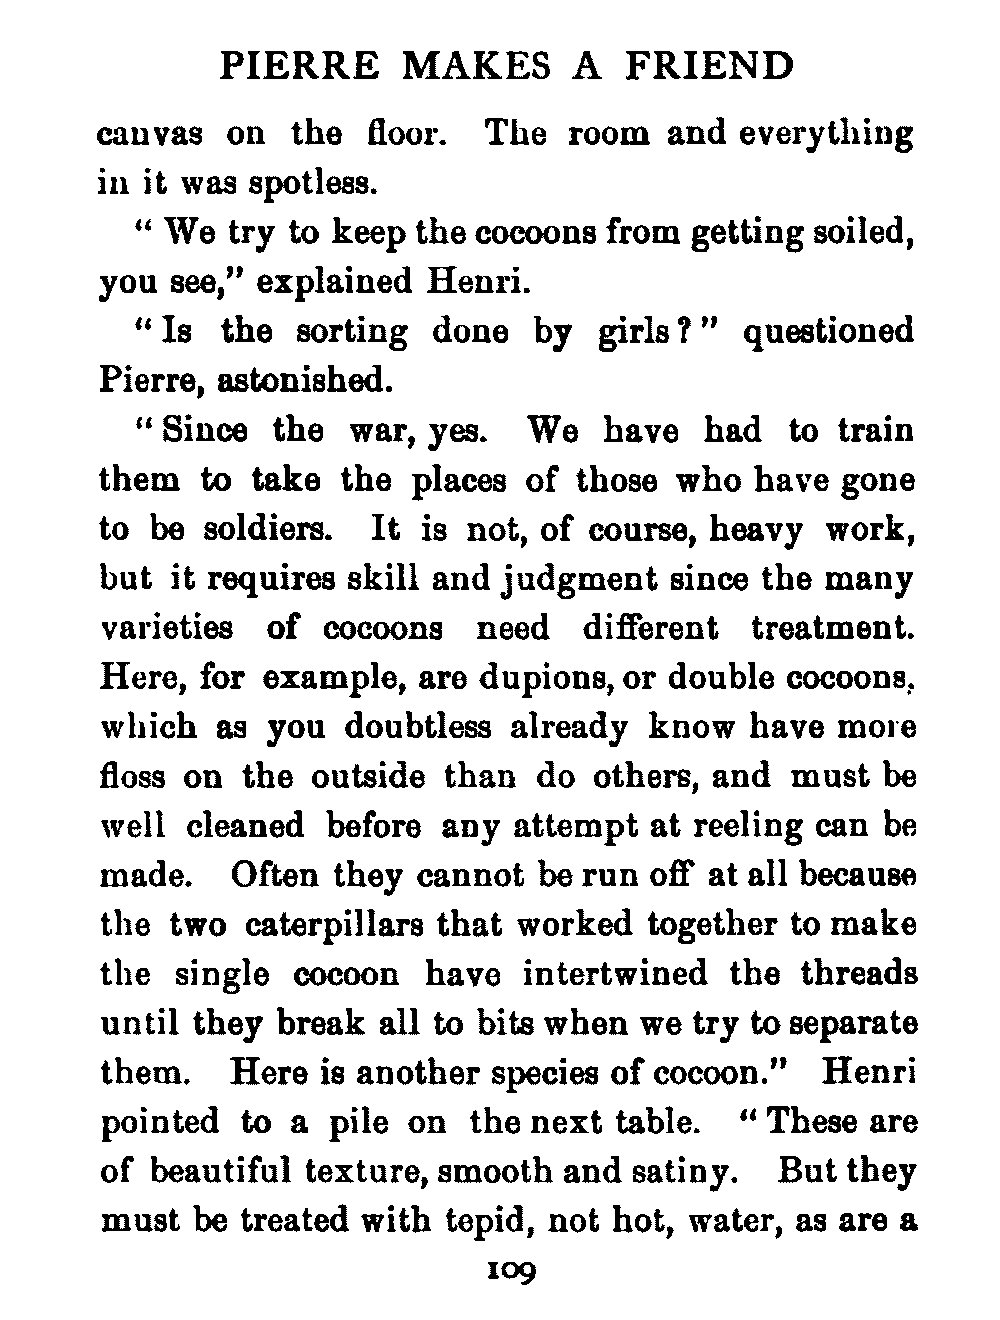 PIERRE MAKES A FRIEND
canvas on the floor. The room and everything
in it was spotless.
" We try to keep the cocoons from getting soiled,
you see," explained Henri.
" Is the sorting done by girls ? " questioned
Pierre, astonished.
" Since the war, yes. We have had to train
them to take the places of those who have gone
to be soldiers. It is not, of course, heavy work,
but it requires skill and judgment since the many
varieties of cocoons need different treatment.
Here, for example, are dupions, or double cocoons,
which as you doubtless already know have more
floss on the outside than do others, and must be
well cleaned before any attempt at reeling can be
made. Often they cannot be run off at all because
the two caterpillars that worked together to make
the single cocoon have intertwined the threads
until they break all to bits when we try to separate
them. Here is another species of cocoon." Henri
pointed to a pile on the next table. " These are
of beautiful texture, smooth and satiny. But they
must be treated with tepid, not hot, water, as are a
109